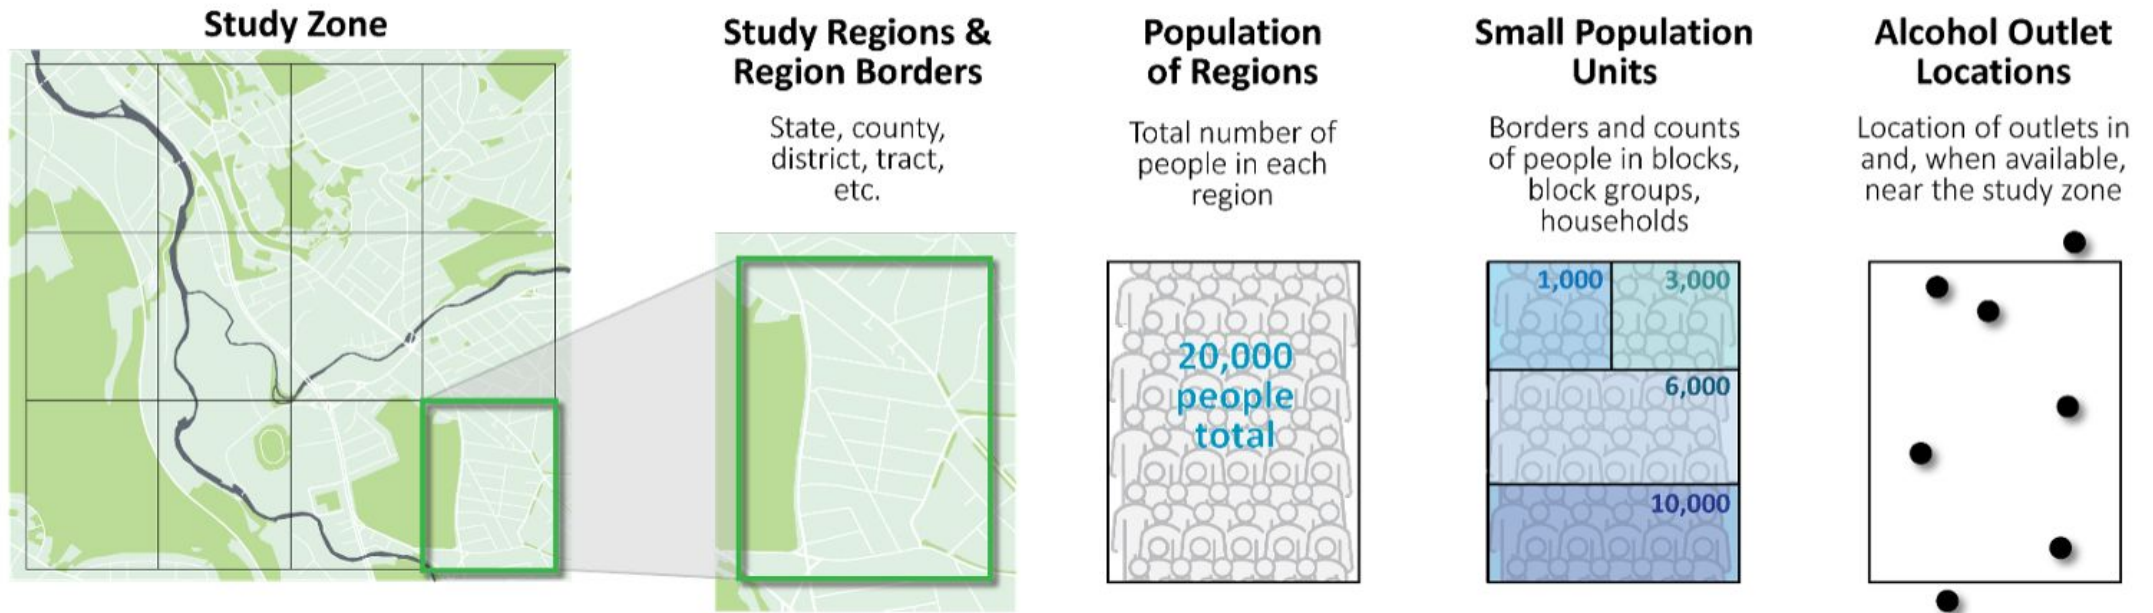 Study Zone
Study Regions &
Region Borders
State, county,
district, tract,
etc.
Population
of Regions
Total number of
people in each
region
20,000
people
total
Small Population
Units
Borders and counts
of people in blocks,
block groups,
households
1,000
3,000
6,000
10,000
Alcohol Outlet
Locations
Location of outlets in
and, when available,
near the study zone